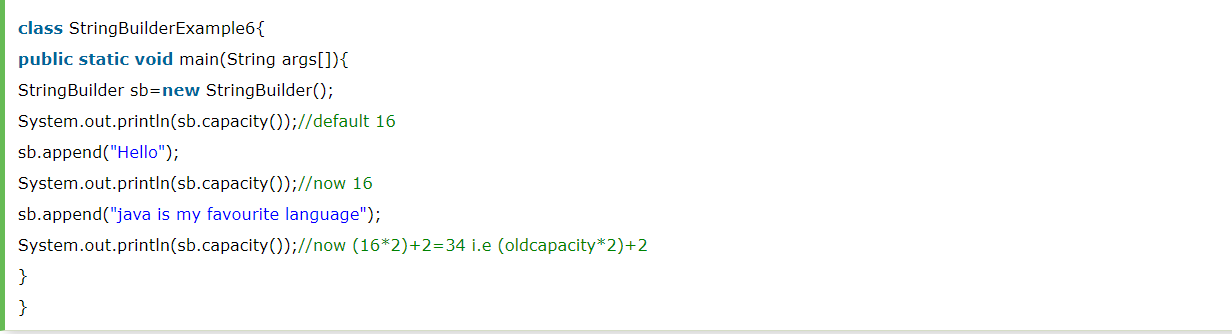 class StringBuilderExample6{
public static void main(String args[]){
StringBuilder sb=new StringBuilder();
System.out.println(sb.capacity());//default 16
sb.append("Hello");
System.out.println(sb.capacity());//now 16
sb.append("java is my favourite language");
System.out.println(sb.capacity());//now (16*2)+2=34 i.e (oldcapacity*2)+2
}
}